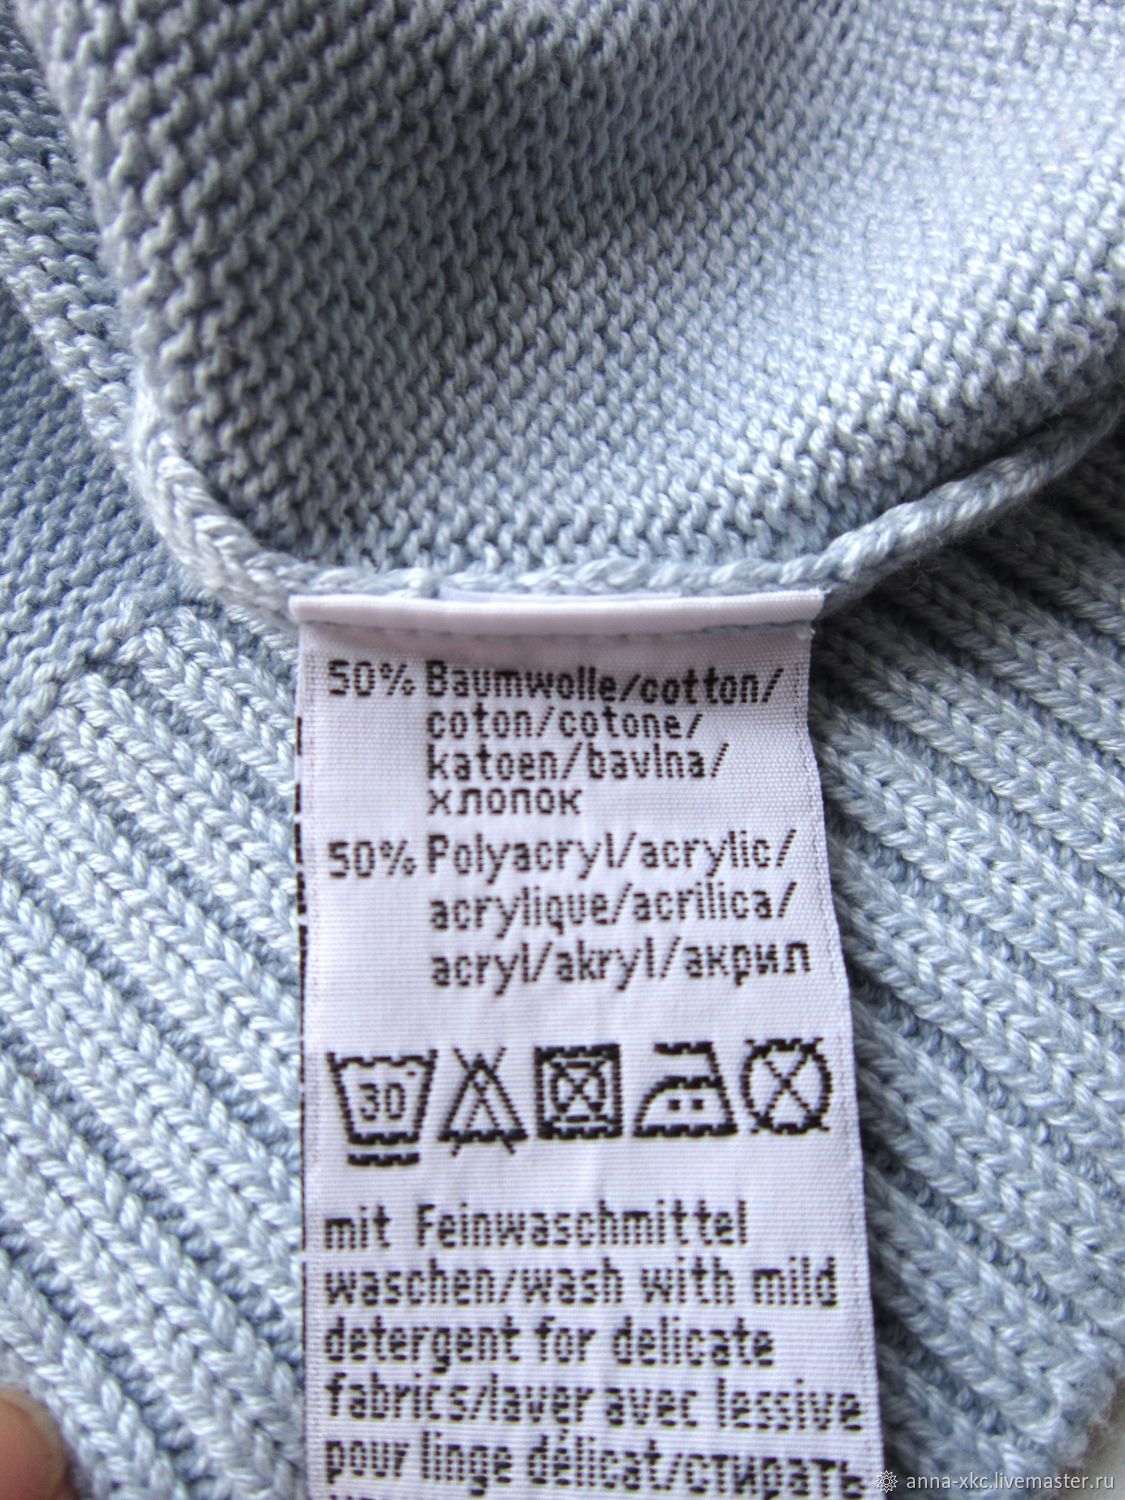 50% Baumwolle/cotton/
coton/cotone/
katoen/bavlna/
хлопок
50% Polyacryl/acrylic/
acrylique/acrilica/
acryl/akryl/акрил
30
mit Feinwaschmittel
waschen/wash with mild
detergent for delicate
fabrics/laver avec lessive
pour linge délicat/стирать
anna-xkc.livemaster.ru